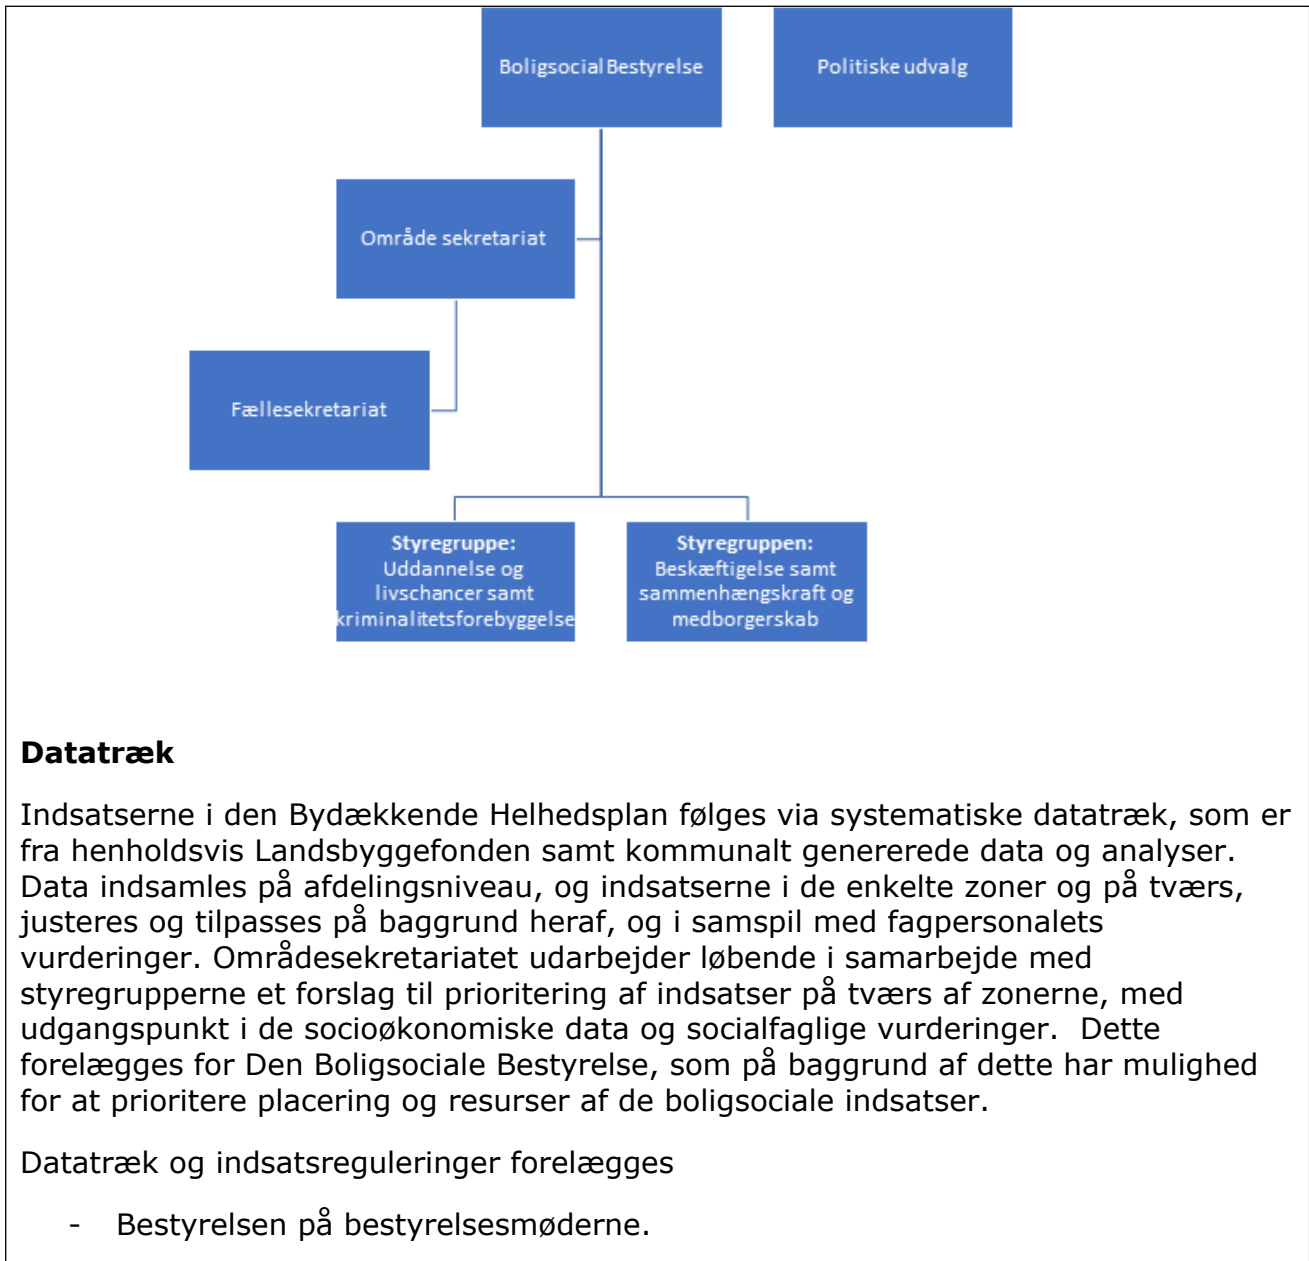 Boligsocial Bestyrelse
Politiske udvalg
Område sekretariat
Fællesekretariat
Styregruppe:
Uddannelse og
livschancer samt
kriminalitetsforebyggelse
Styregruppen:
Beskæftigelse samt
sammenhængskraft og
medborgerskab
Datatræk
Indsatserne i den Bydækkende Helhedsplan følges via systematiske datatræk, som er
fra henholdsvis Landsbyggefonden samt kommunalt genererede data og analyser.
Data indsamles på afdelingsniveau, og indsatserne i de enkelte zoner og på tværs,
justeres og tilpasses på baggrund heraf, og i samspil med fagpersonalets
vurderinger. Områdesekretariatet udarbejder løbende i samarbejde med
styregrupperne et forslag til prioritering af indsatser på tværs af zonerne, med
udgangspunkt i de socioøkonomiske data og socialfaglige vurderinger.  Dette
forelægges for Den Boligsociale Bestyrelse, som på baggrund af dette har mulighed
for at prioritere placering og resurser af de boligsociale indsatser.
Datatræk og indsatsreguleringer forelægges
- Bestyrelsen på bestyrelsesmøderne.